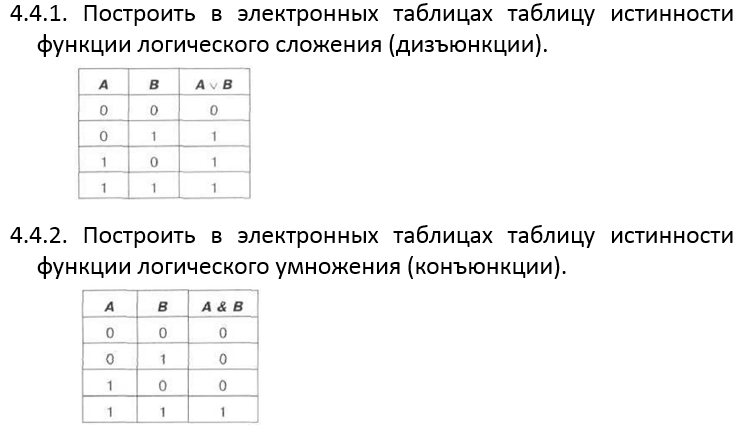 4.4.1. Построить в электронных таблицах таблицу истинности
функции логического сложения (дизъюнкции).
A B A ∨ B
0 0 0
0 1 1
1 0 1
1 1 1
4.4.2. Построить в электронных таблицах таблицу истинности
функции логического умножения (конъюнкции).
A B A & B
0 0 0
0 1 0
1 0 0
1 1 1